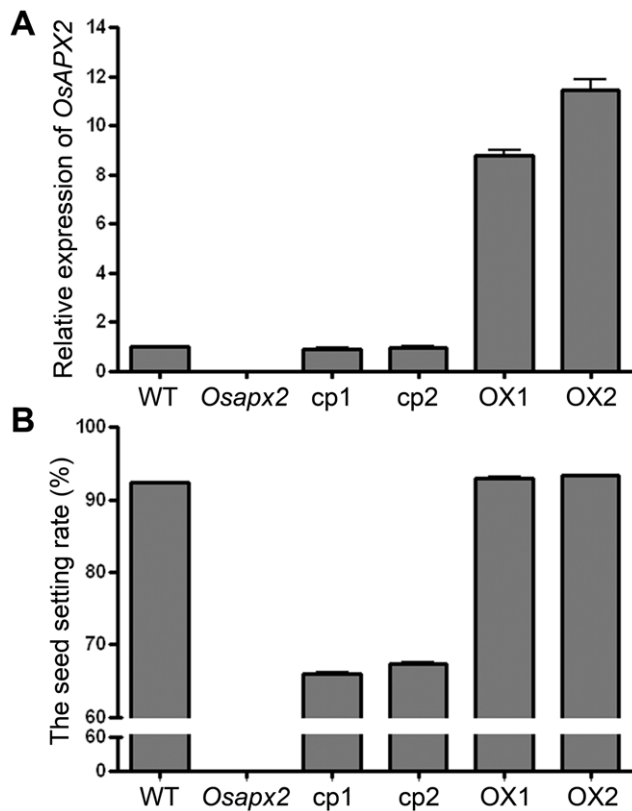 A
Relative expression of OsAPX2
14
12
10
8
6
4
2
0
WT Osapx2 cp1 cp2 OX1 OX2
B
The seed setting rate (%)
100
90
80
70
60
60
0
WT Osapx2 cp1 cp2 OX1 OX2